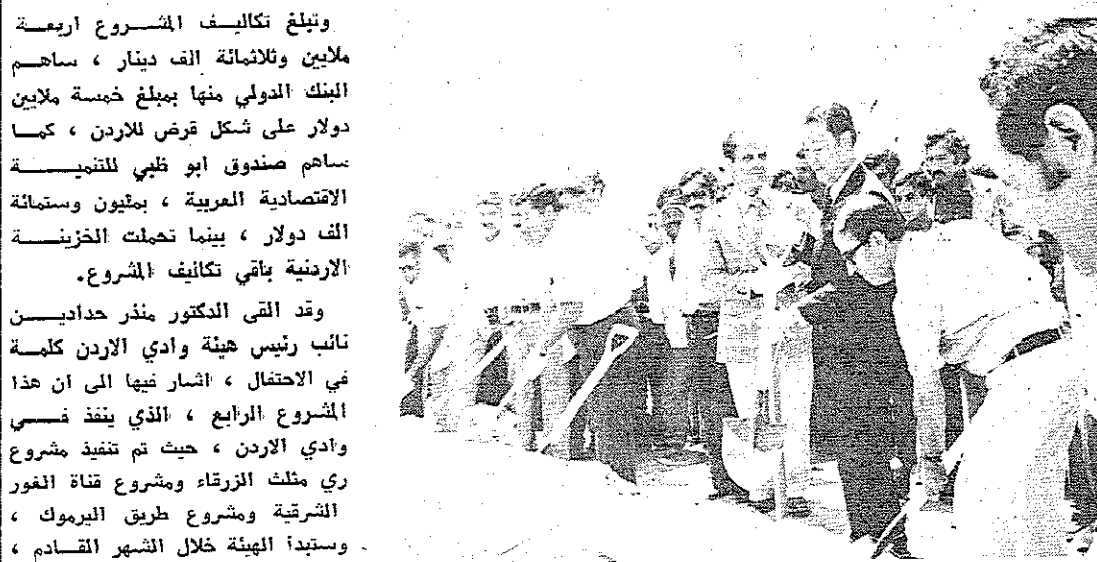 وتبلغ تكاليف المشروع اربعة
ملايين وثلاثمائة الف دينار ، ساهم
البنك الدولي منها بمبلغ خمسة ملايين
دولار على شكل قرض للاردن ، كما
ساهم صندوق ابو ظبي للتنمية
الاقتصادية العربية ، بمليون وستمائة
الف دولار ، بينما تحملت الخزينة
الاردنية باقي تكاليف المشروع.
وقد القى الدكتور منذر حدادين
نائب رئيس هيئة وادي الاردن كلمة
في الاحتفال ، اشار فيها الى ان هذا
المشروع الرابع ، الذي ينفذ في
وادي الاردن ، حيث تم تنفيذ مشروع
ري مثلث الزرقاء ومشروع قناة الغور
الشرقية ومشروع طريق اليرموك ،
وستبدأ الهيئة خلال الشهر القادم ،